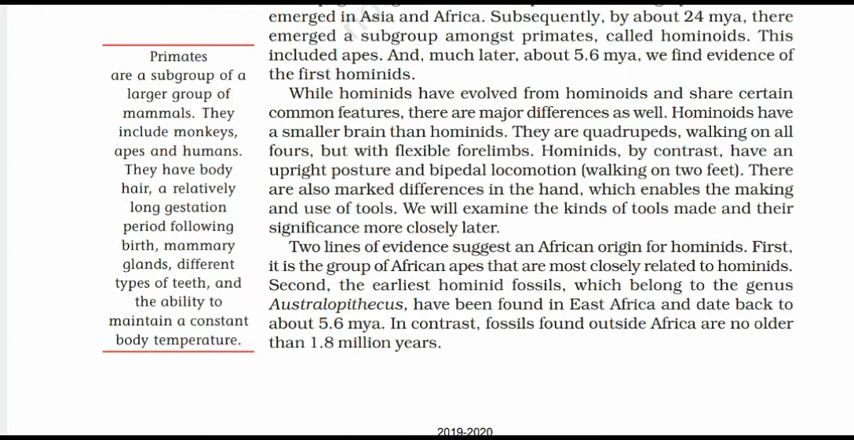 emerged in Asia and Africa. Subsequently, by about 24 mya, there
emerged a subgroup amongst primates, called hominoids. This
included apes. And, much later, about 5.6 mya, we find evidence of
the first hominids.
While hominids have evolved from hominoids and share certain
common features, there are major differences as well. Hominoids have
a smaller brain than hominids. They are quadrupeds, walking on all
fours, but with flexible forelimbs. Hominids, by contrast, have an
upright posture and bipedal locomotion (walking on two feet). There
are also marked differences in the hand, which enables the making
and use of tools. We will examine the kinds of tools made and their
significance more closely later.
Two lines of evidence suggest an African origin for hominids. First,
it is the group of African apes that are most closely related to hominids.
Second, the earliest hominid fossils, which belong to the genus
Australopithecus, have been found in East Africa and date back to
about 5.6 mya. In contrast, fossils found outside Africa are no older
than 1.8 million years.
Primates
are a subgroup of a
larger group of
mammals. They
include monkeys,
apes and humans.
They have body
hair, a relatively
long gestation
period following
birth, mammary
glands, different
types of teeth, and
the ability to
maintain a constant
body temperature.
2019-2020